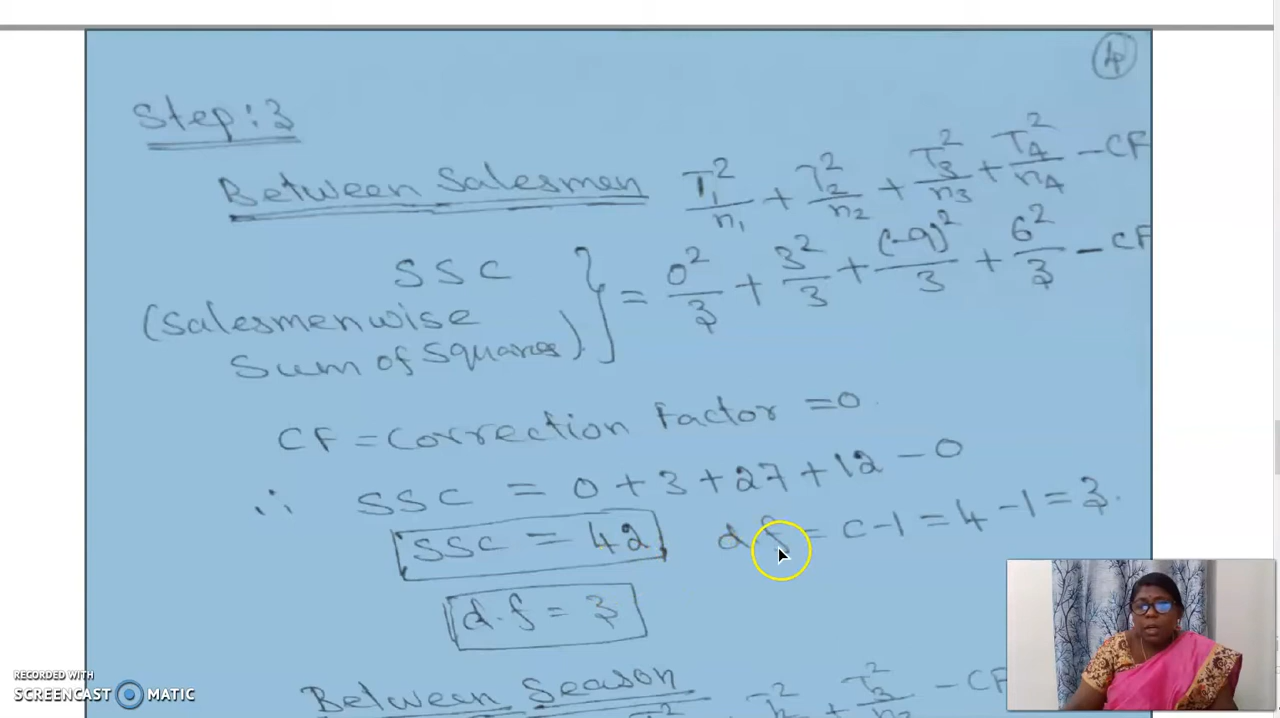 4
Step: 3
Between Salesmen T₁²/n₁ + T₂²/n₂ + T₃²/n₃ + T₄²/n₄ - CF
SSC
(Salesmenwise
Sum of Squares) } = 0²/3 + 3²/3 + (-9)²/3 + 6²/3 - CF
CF = Correction Factor = 0.
∴ SSC = 0 + 3 + 27 + 12 - 0
SSC = 42 d.f = c-1 = 4-1 = 3.
d.f = 3
Between Season T₃² - CF
RECORDED WITH
SCREENCAST MATIC